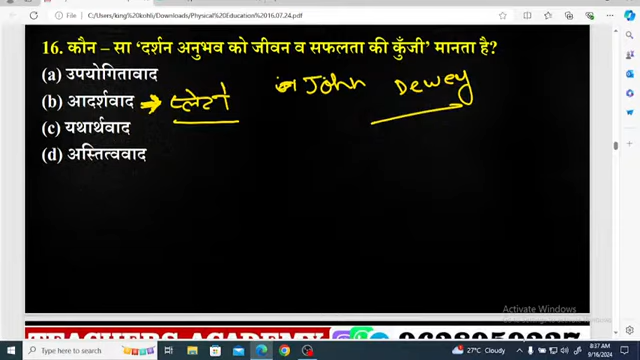 File C:/Users/king%20kohli/Downloads/Physical%20Education%2016.07.24.pdf
16. कौन – सा ‘दर्शन अनुभव को जीवन व सफलता की कुँजी’ मानता है?
(a) उपयोगितावाद
John Dewey
(b) आदर्शवाद → प्लेटो
(c) यथार्थवाद
(d) अस्तित्ववाद
Activate Windows
TEACHERS ACADEMY
Type here to search
27°C Cloudy
8:37 AM
9/16/2024